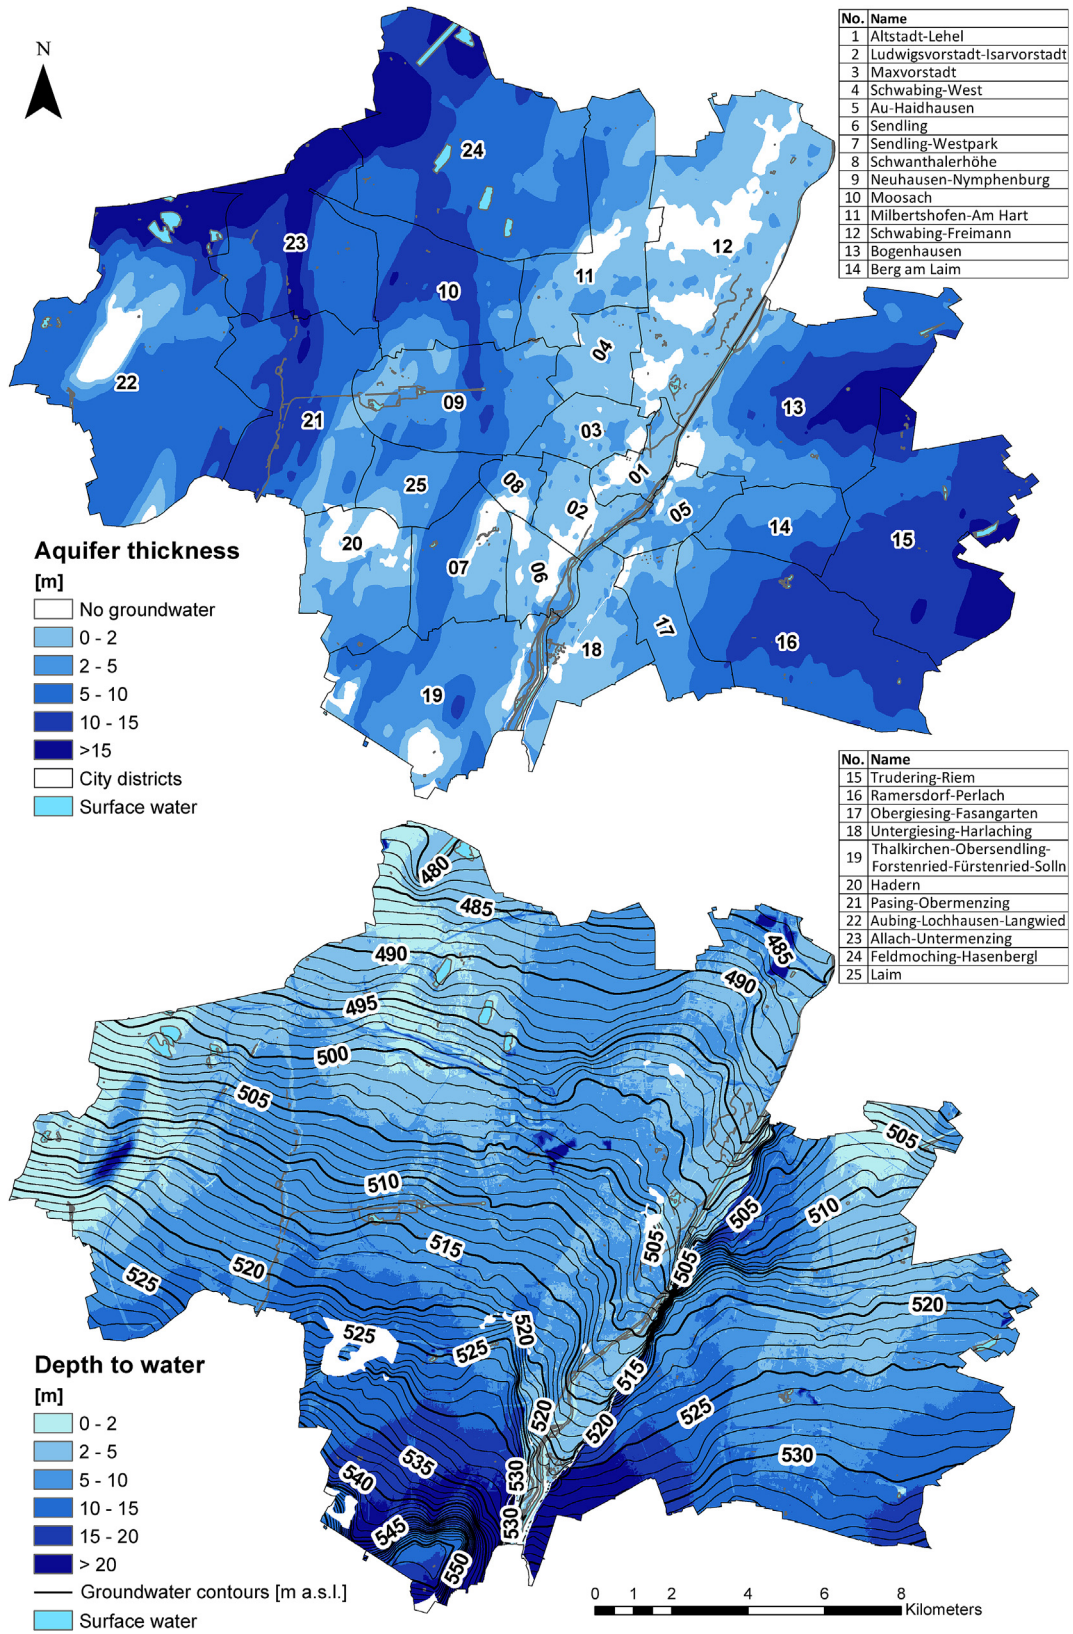 N
No. Name
1 Altstadt-Lehel
2 Ludwigsvorstadt-Isarvorstadt
3 Maxvorstadt
4 Schwabing-West
5 Au-Haidhausen
6 Sendling
7 Sendling-Westpark
8 Schwanthalerhöhe
9 Neuhausen-Nymphenburg
10 Moosach
11 Milbertshofen-Am Hart
12 Schwabing-Freimann
13 Bogenhausen
14 Berg am Laim
24
23
12
11
10
04
22
09
13
21
03
01
25
08
02
05
14
20
15
07
06
17
16
18
19
Aquifer thickness
[m]
No groundwater
0 - 2
2 - 5
5 - 10
10 - 15
>15
City districts
Surface water
No. Name
15 Trudering-Riem
16 Ramersdorf-Perlach
17 Obergiesing-Fasangarten
18 Untergiesing-Harlaching
19 Thalkirchen-Obersendling-
Forstenried-Fürstenried-Solln
20 Hadern
21 Pasing-Obermenzing
22 Aubing-Lochhausen-Langwied
23 Allach-Untermenzing
24 Feldmoching-Hasenbergl
25 Laim
480
485
485
490
490
495
500
505
505
510
510
505
515
505
505
520
525
520
525
520
525
515
520
520
525
535
530
530
540
545
530
550
Depth to water
[m]
0 - 2
2 - 5
5 - 10
10 - 15
15 - 20
> 20
Groundwater contours [m a.s.l.]
Surface water
0 1 2 4 6 8
Kilometers